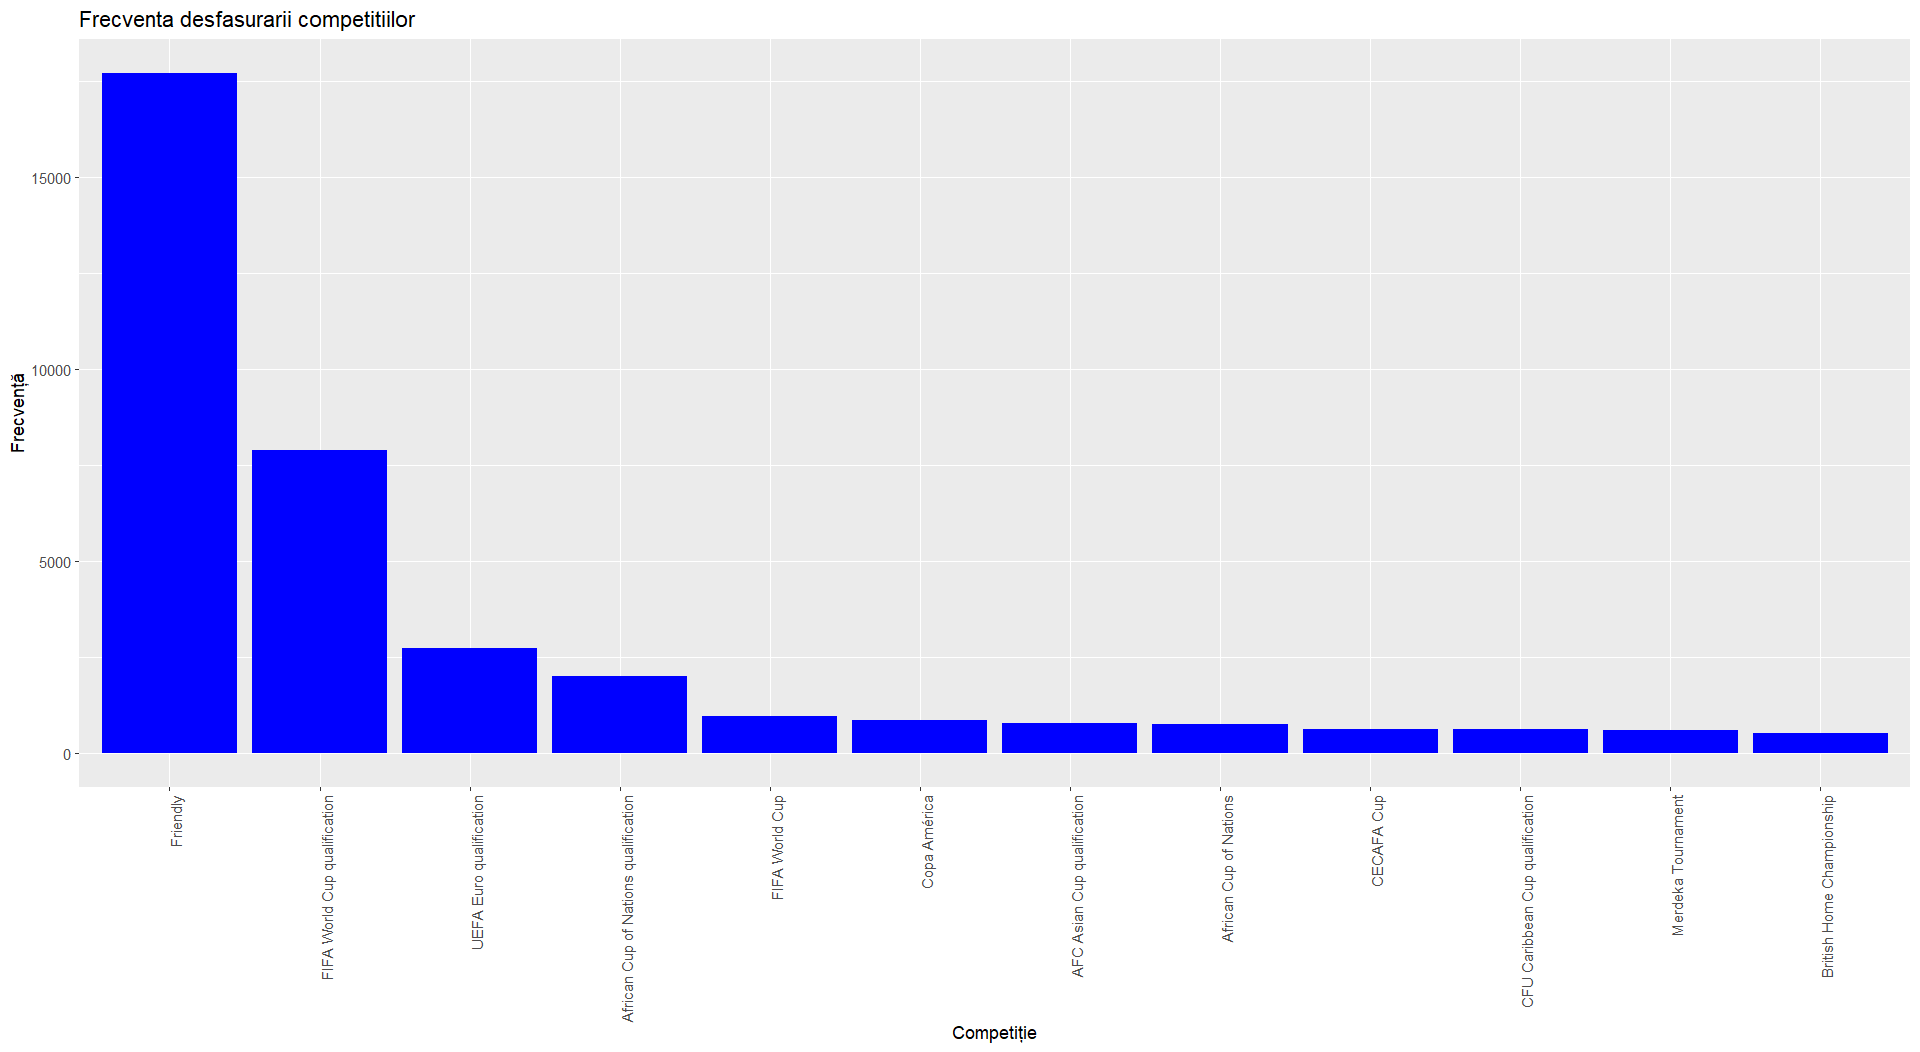 Frecventa desfasurarii competitiilor
Frecvență
15000
10000
5000
0
Friendly
FIFA World Cup qualification
UEFA Euro qualification
African Cup of Nations qualification
FIFA World Cup
Copa América
AFC Asian Cup qualification
African Cup of Nations
CECAFA Cup
CFU Caribbean Cup qualification
Merdeka Tournament
British Home Championship
Competiție